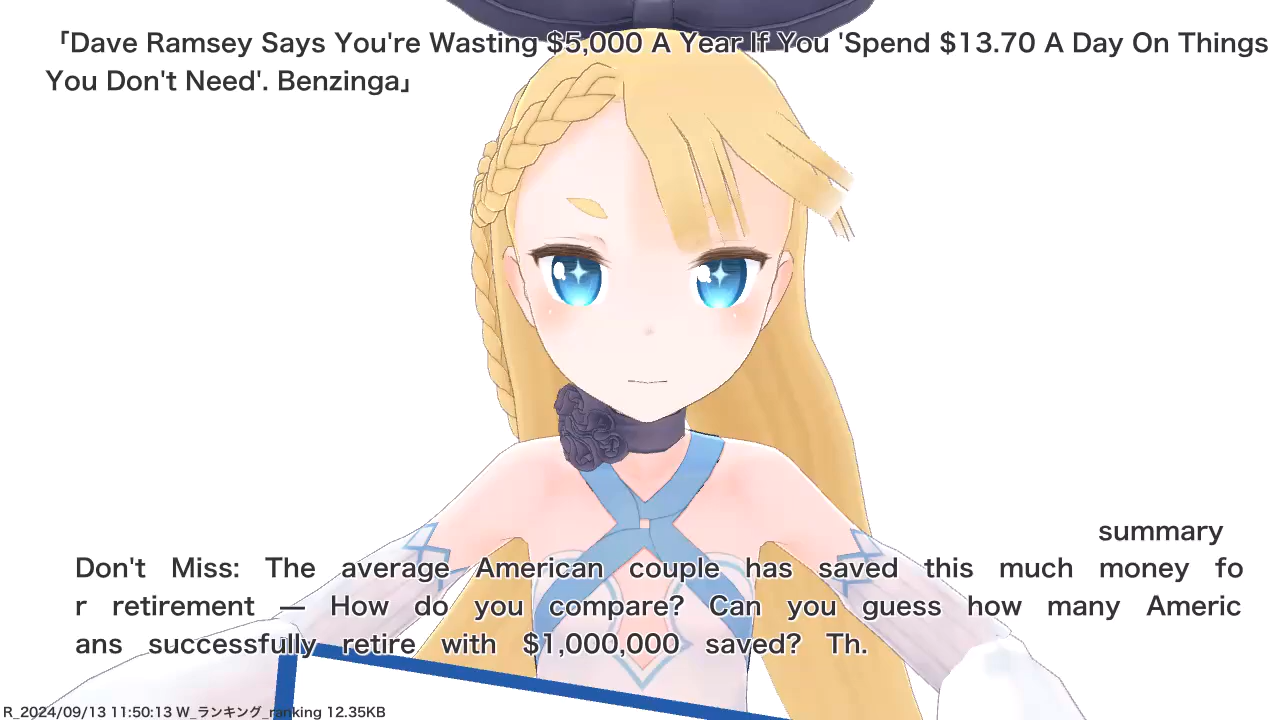 「Dave Ramsey Says You're Wasting $5,000 A Year If You 'Spend $13.70 A Day On Things
You Don't Need'. Benzinga」
summary
Don't Miss: The average American couple has saved this much money fo
r retirement — How do you compare? Can you guess how many Americ
ans successfully retire with $1,000,000 saved? Th.
R_2024/09/13 11:50:13 W_ランキング_ranking 12.35KB